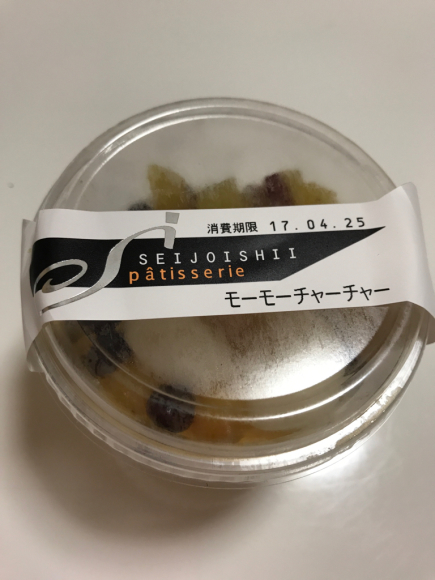 消費期限 17.04.25
Si
SEIJOISHII
pâtisserie
モーモーチャーチャー